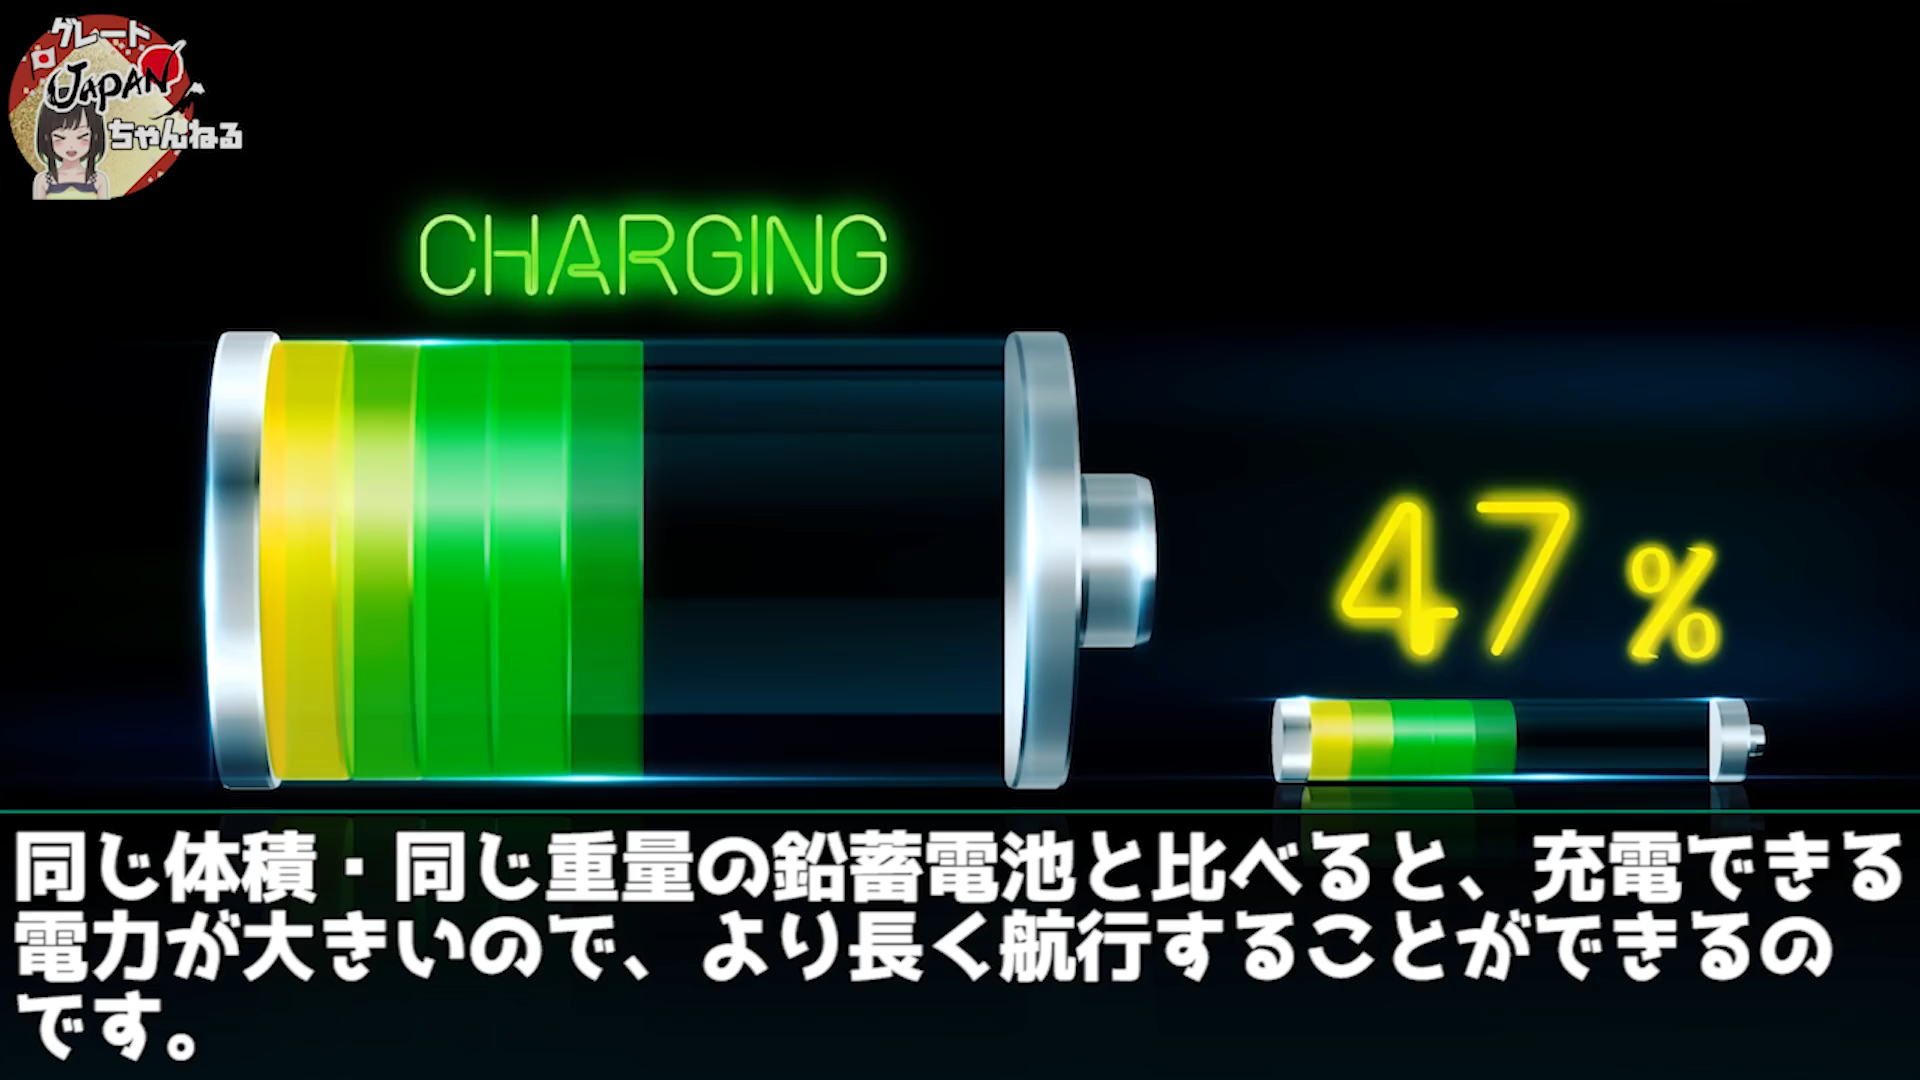 グレート
JAPAN
ちゃんねる
CHARGING
47 %
同じ体積・同じ重量の鉛蓄電池と比べると、充電できる
電力が大きいので、より長く航行することができるの
です。